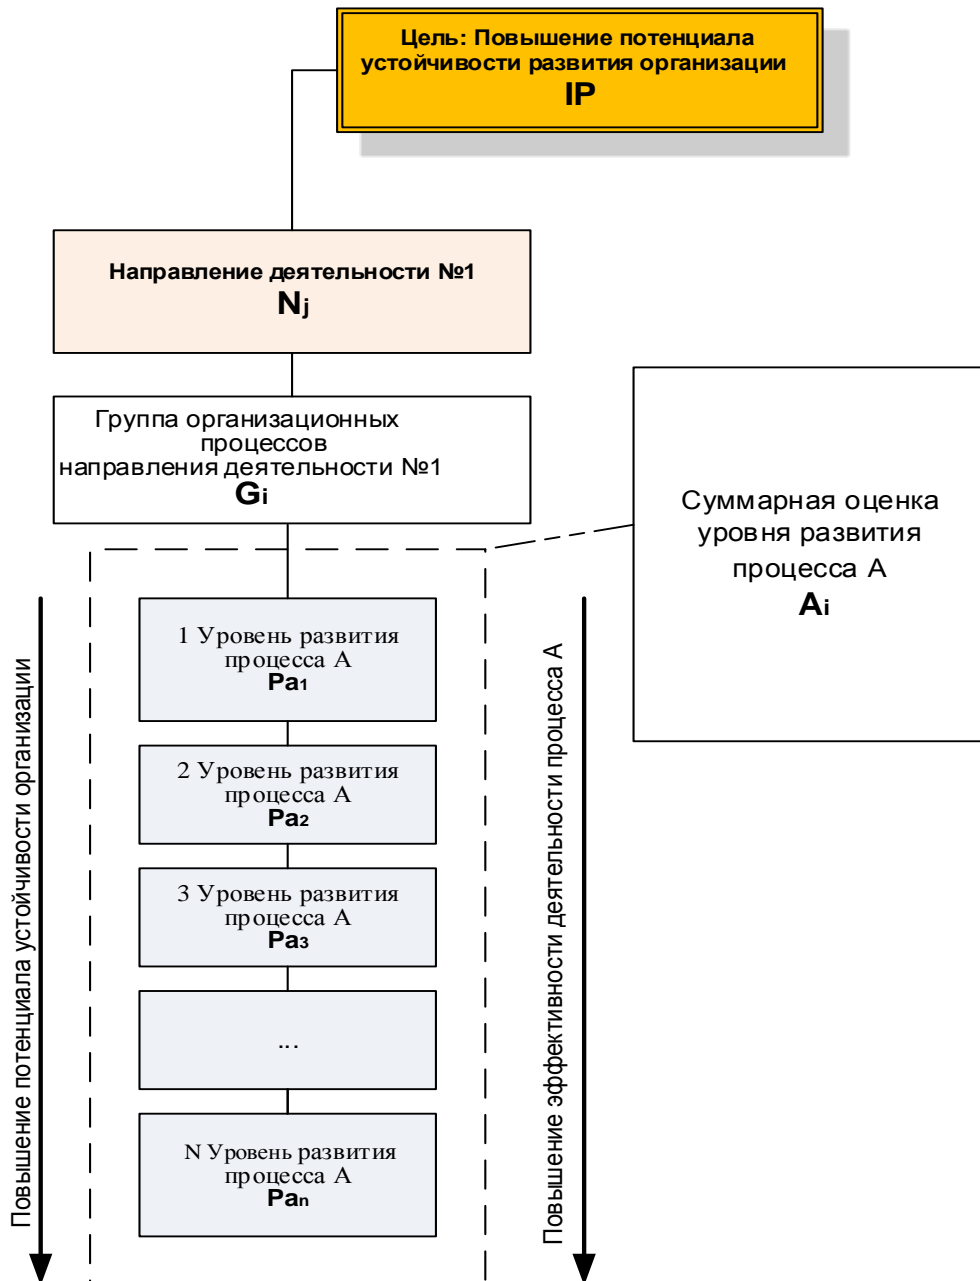 Цель: Повышение потенциала
устойчивости развития организации
IP
Направление деятельности №1
Nj
Группа организационных
процессов
направления деятельности №1
Gi
Суммарная оценка
уровня развития
процесса А
Ai
1 Уровень развития
процесса А
Pa1
2 Уровень развития
процесса А
Pa2
3 Уровень развития
процесса А
Pa3
...
N Уровень развития
процесса А
Pan
Повышение потенциала устойчивости организации
Повышение эффективности деятельности процесса А